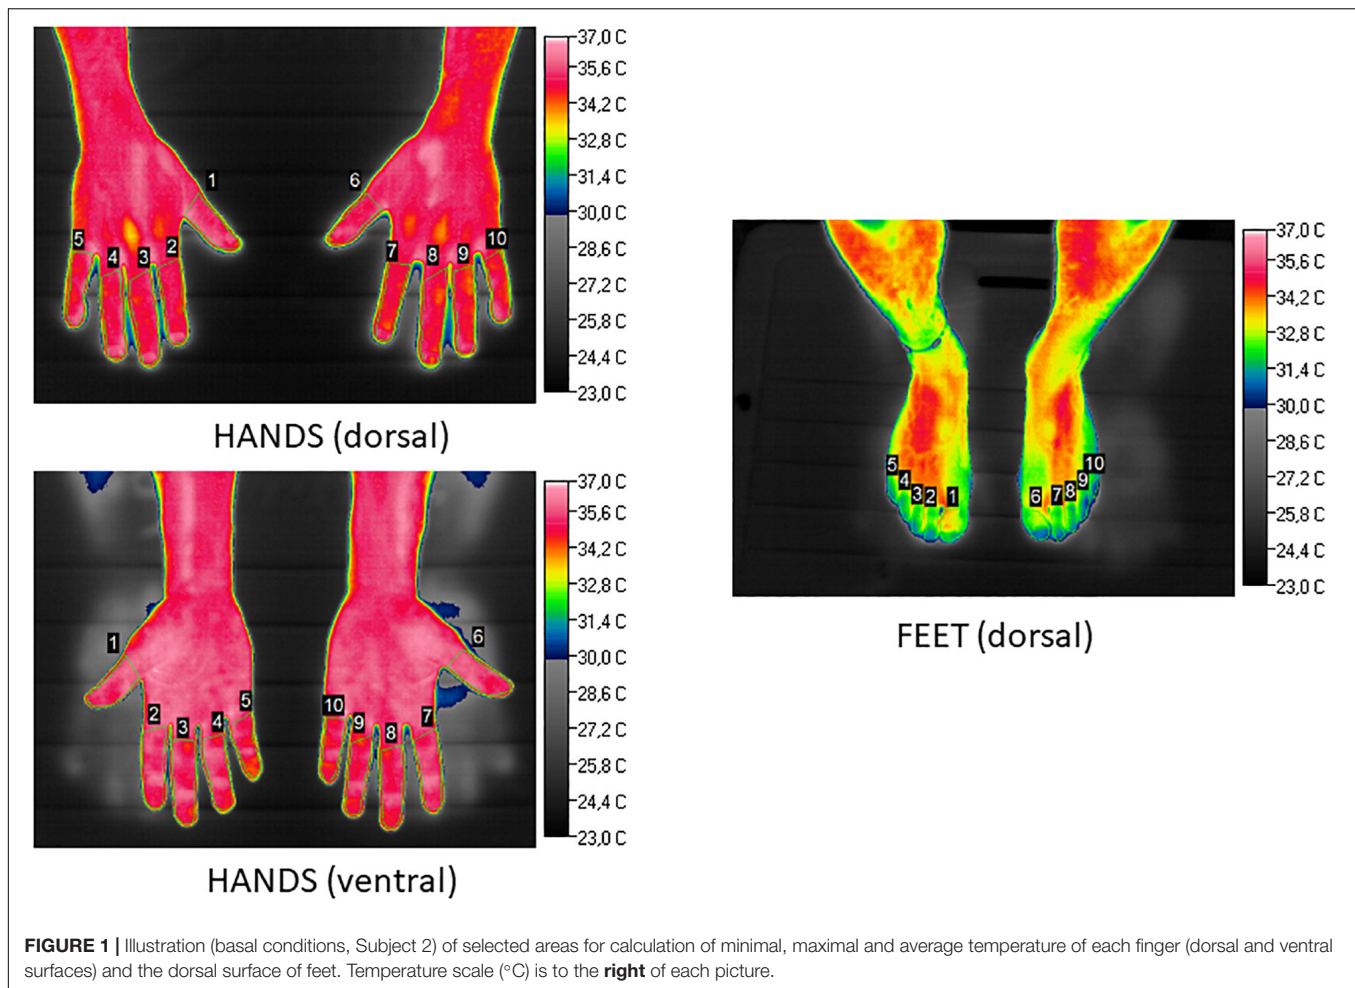 37,0 C
35,6 C
34,2 C
32,8 C
31,4 C
30,0 C
28,6 C
27,2 C
25,8 C
24,4 C
23,0 C
1
6
5
4
3
2
7
8
9
10
HANDS (dorsal)
37,0 C
35,6 C
34,2 C
32,8 C
31,4 C
30,0 C
28,6 C
27,2 C
25,8 C
24,4 C
23,0 C
1
6
2
3
4
5
10
9
8
7
HANDS (ventral)
37,0 C
35,6 C
34,2 C
32,8 C
31,4 C
30,0 C
28,6 C
27,2 C
25,8 C
24,4 C
23,0 C
5
4
3
2
1
6
7
8
9
10
FEET (dorsal)
FIGURE 1 | Illustration (basal conditions, Subject 2) of selected areas for calculation of minimal, maximal and average temperature of each finger (dorsal and ventral
surfaces) and the dorsal surface of feet. Temperature scale (°C) is to the right of each picture.